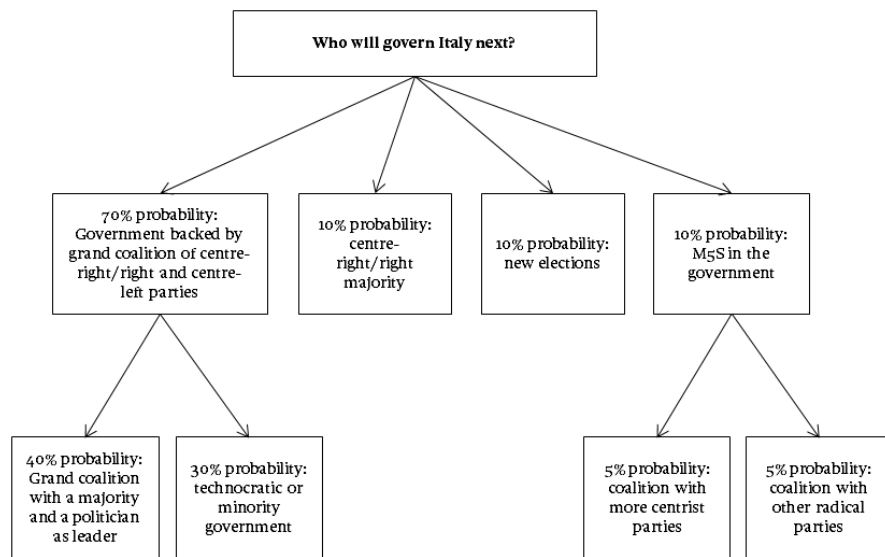 Who will govern Italy next?
70% probability:
Government backed by
grand coalition of centre-
right/right and centre-
left parties
10% probability:
centre-
right/right
majority
10% probability:
new elections
10% probability:
M5S in the
government
40% probability:
Grand coalition
with a majority
and a politician
as leader
30% probability:
technocratic or
minority
government
5% probability:
coalition with
more centrist
parties
5% probability:
coalition with
other radical
parties